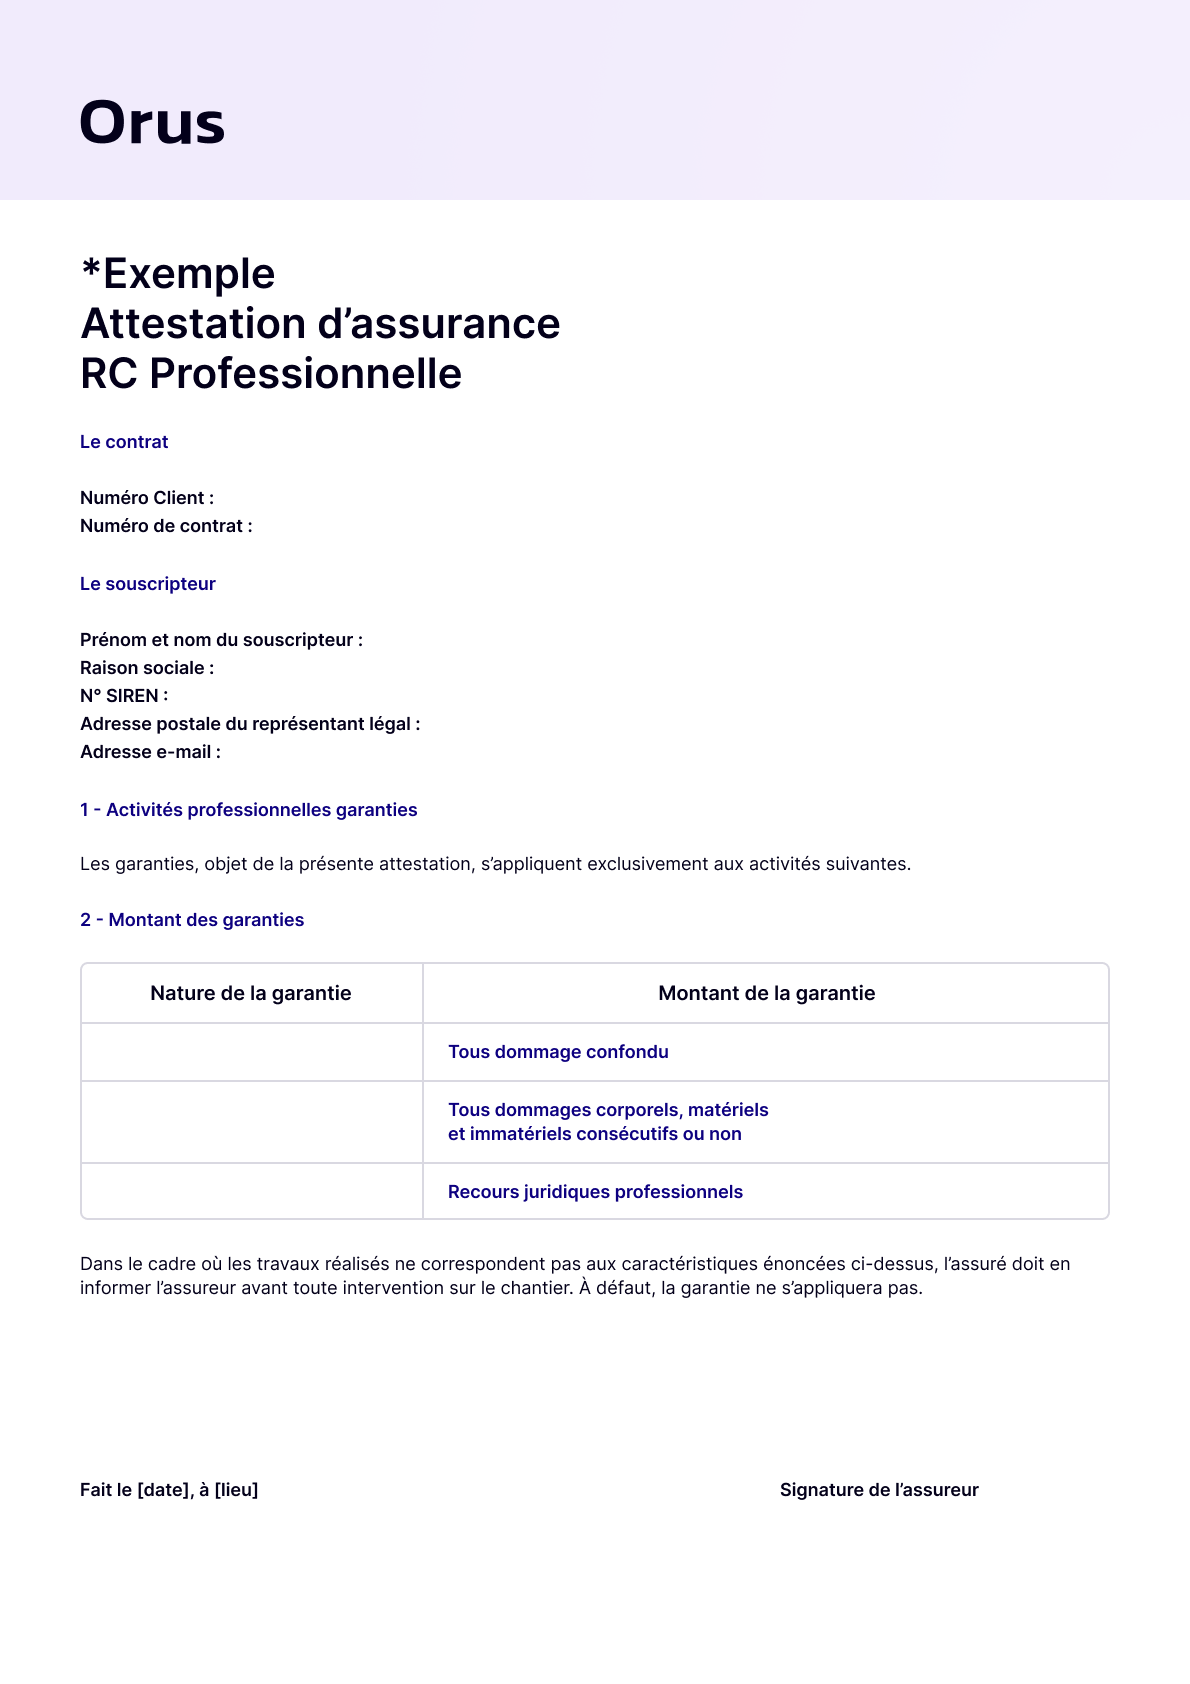 Orus
*Exemple
Attestation d’assurance
RC Professionnelle
Le contrat
Numéro Client :
Numéro de contrat :
Le souscripteur
Prénom et nom du souscripteur :
Raison sociale :
N° SIREN :
Adresse postale du représentant légal :
Adresse e-mail :
1 - Activités professionnelles garanties
Les garanties, objet de la présente attestation, s’appliquent exclusivement aux activités suivantes.
2 - Montant des garanties
Nature de la garantie
Montant de la garantie
Tous dommage confondu
Tous dommages corporels, matériels
et immatériels consécutifs ou non
Recours juridiques professionnels
Dans le cadre où les travaux réalisés ne correspondent pas aux caractéristiques énoncées ci-dessus, l’assuré doit en
informer l’assureur avant toute intervention sur le chantier. À défaut, la garantie ne s’appliquera pas.
Fait le [date], à [lieu]
Signature de l’assureur